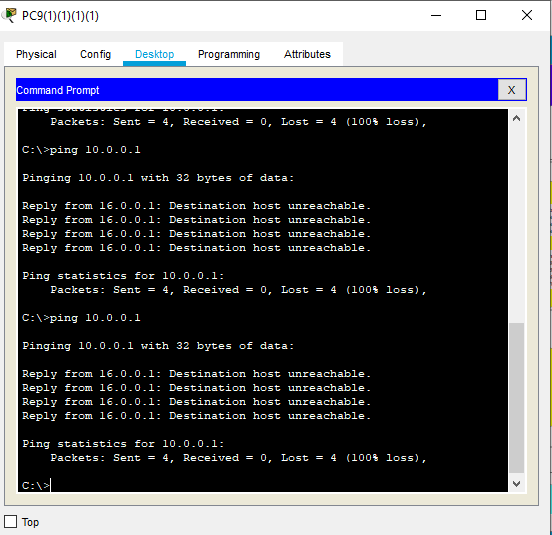 PC9(1)(1)(1)(1)
Physical Config Desktop Programming Attributes
Command Prompt X
Ping statistics for 10.0.0.1:
Packets: Sent = 4, Received = 0, Lost = 4 (100% loss),
C:\>ping 10.0.0.1
Pinging 10.0.0.1 with 32 bytes of data:
Reply from 16.0.0.1: Destination host unreachable.
Reply from 16.0.0.1: Destination host unreachable.
Reply from 16.0.0.1: Destination host unreachable.
Reply from 16.0.0.1: Destination host unreachable.
Ping statistics for 10.0.0.1:
Packets: Sent = 4, Received = 0, Lost = 4 (100% loss),
C:\>ping 10.0.0.1
Pinging 10.0.0.1 with 32 bytes of data:
Reply from 16.0.0.1: Destination host unreachable.
Reply from 16.0.0.1: Destination host unreachable.
Reply from 16.0.0.1: Destination host unreachable.
Reply from 16.0.0.1: Destination host unreachable.
Ping statistics for 10.0.0.1:
Packets: Sent = 4, Received = 0, Lost = 4 (100% loss),
C:\>
Top